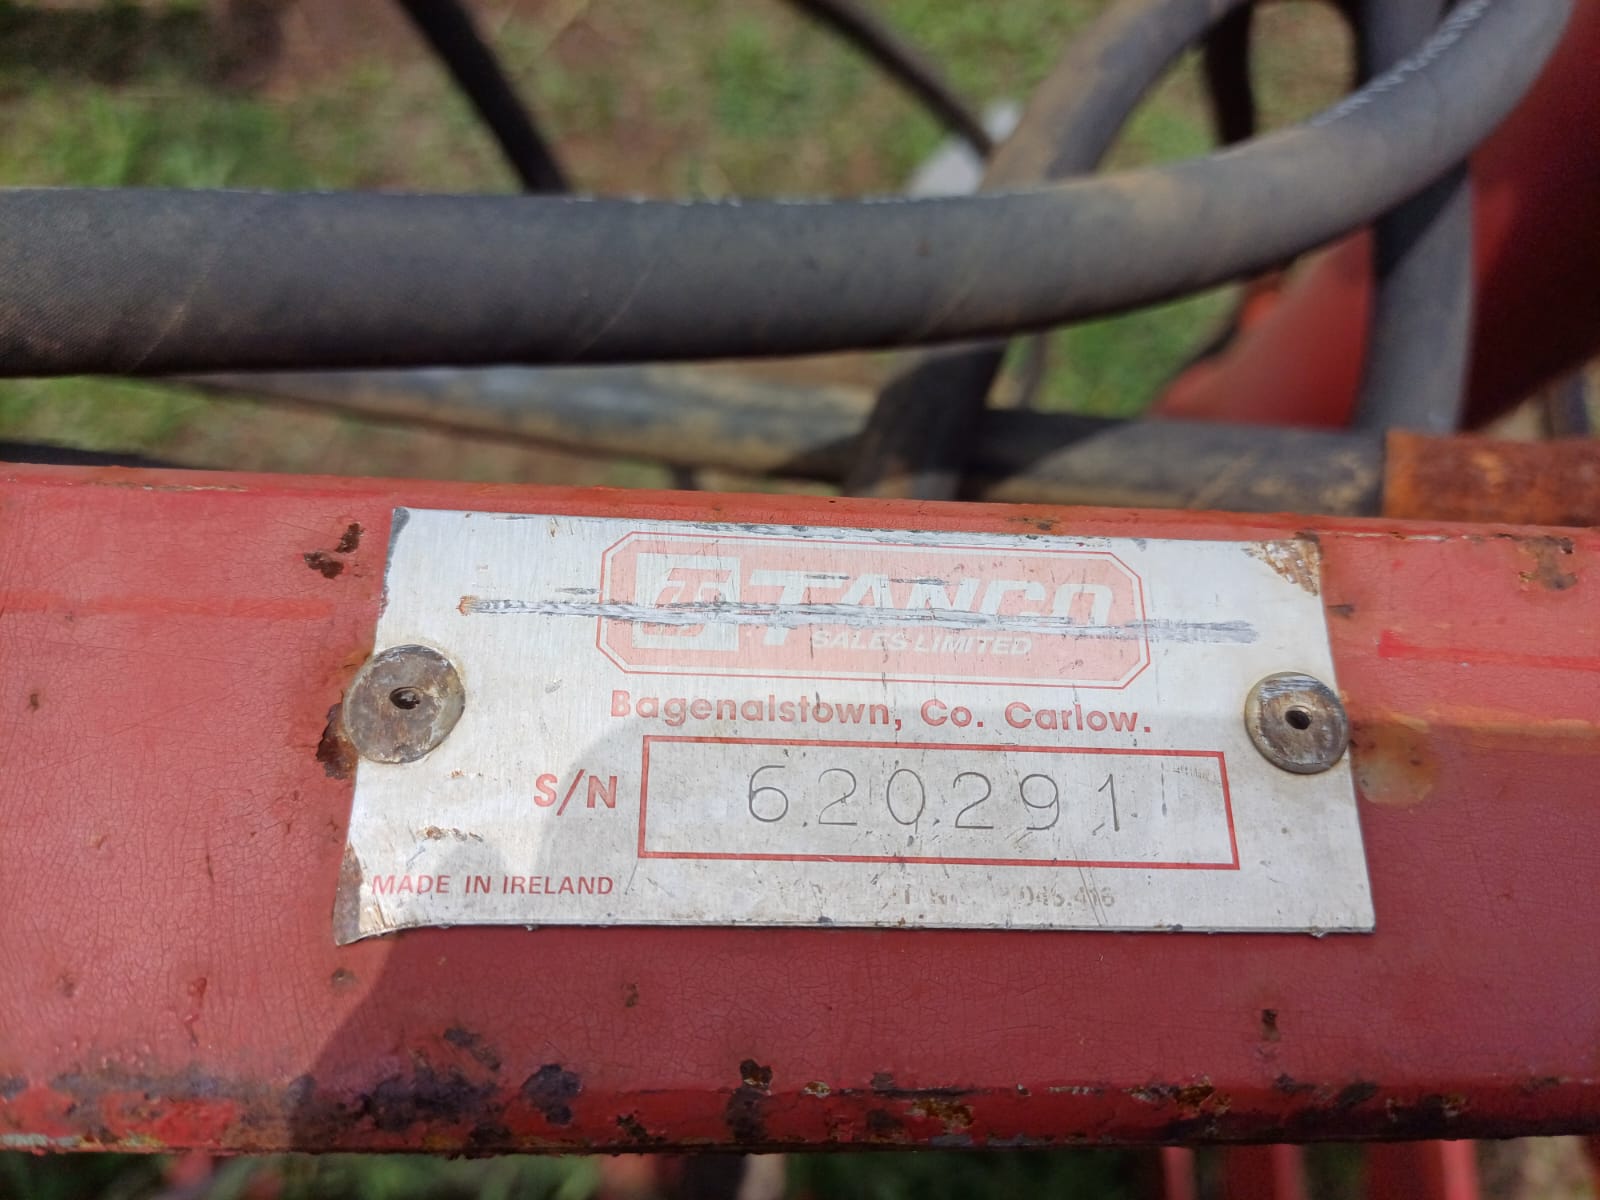 TANCO
SALES LIMITED
Bagenalstown, Co. Carlow.
S/N 620291
MADE IN IRELAND